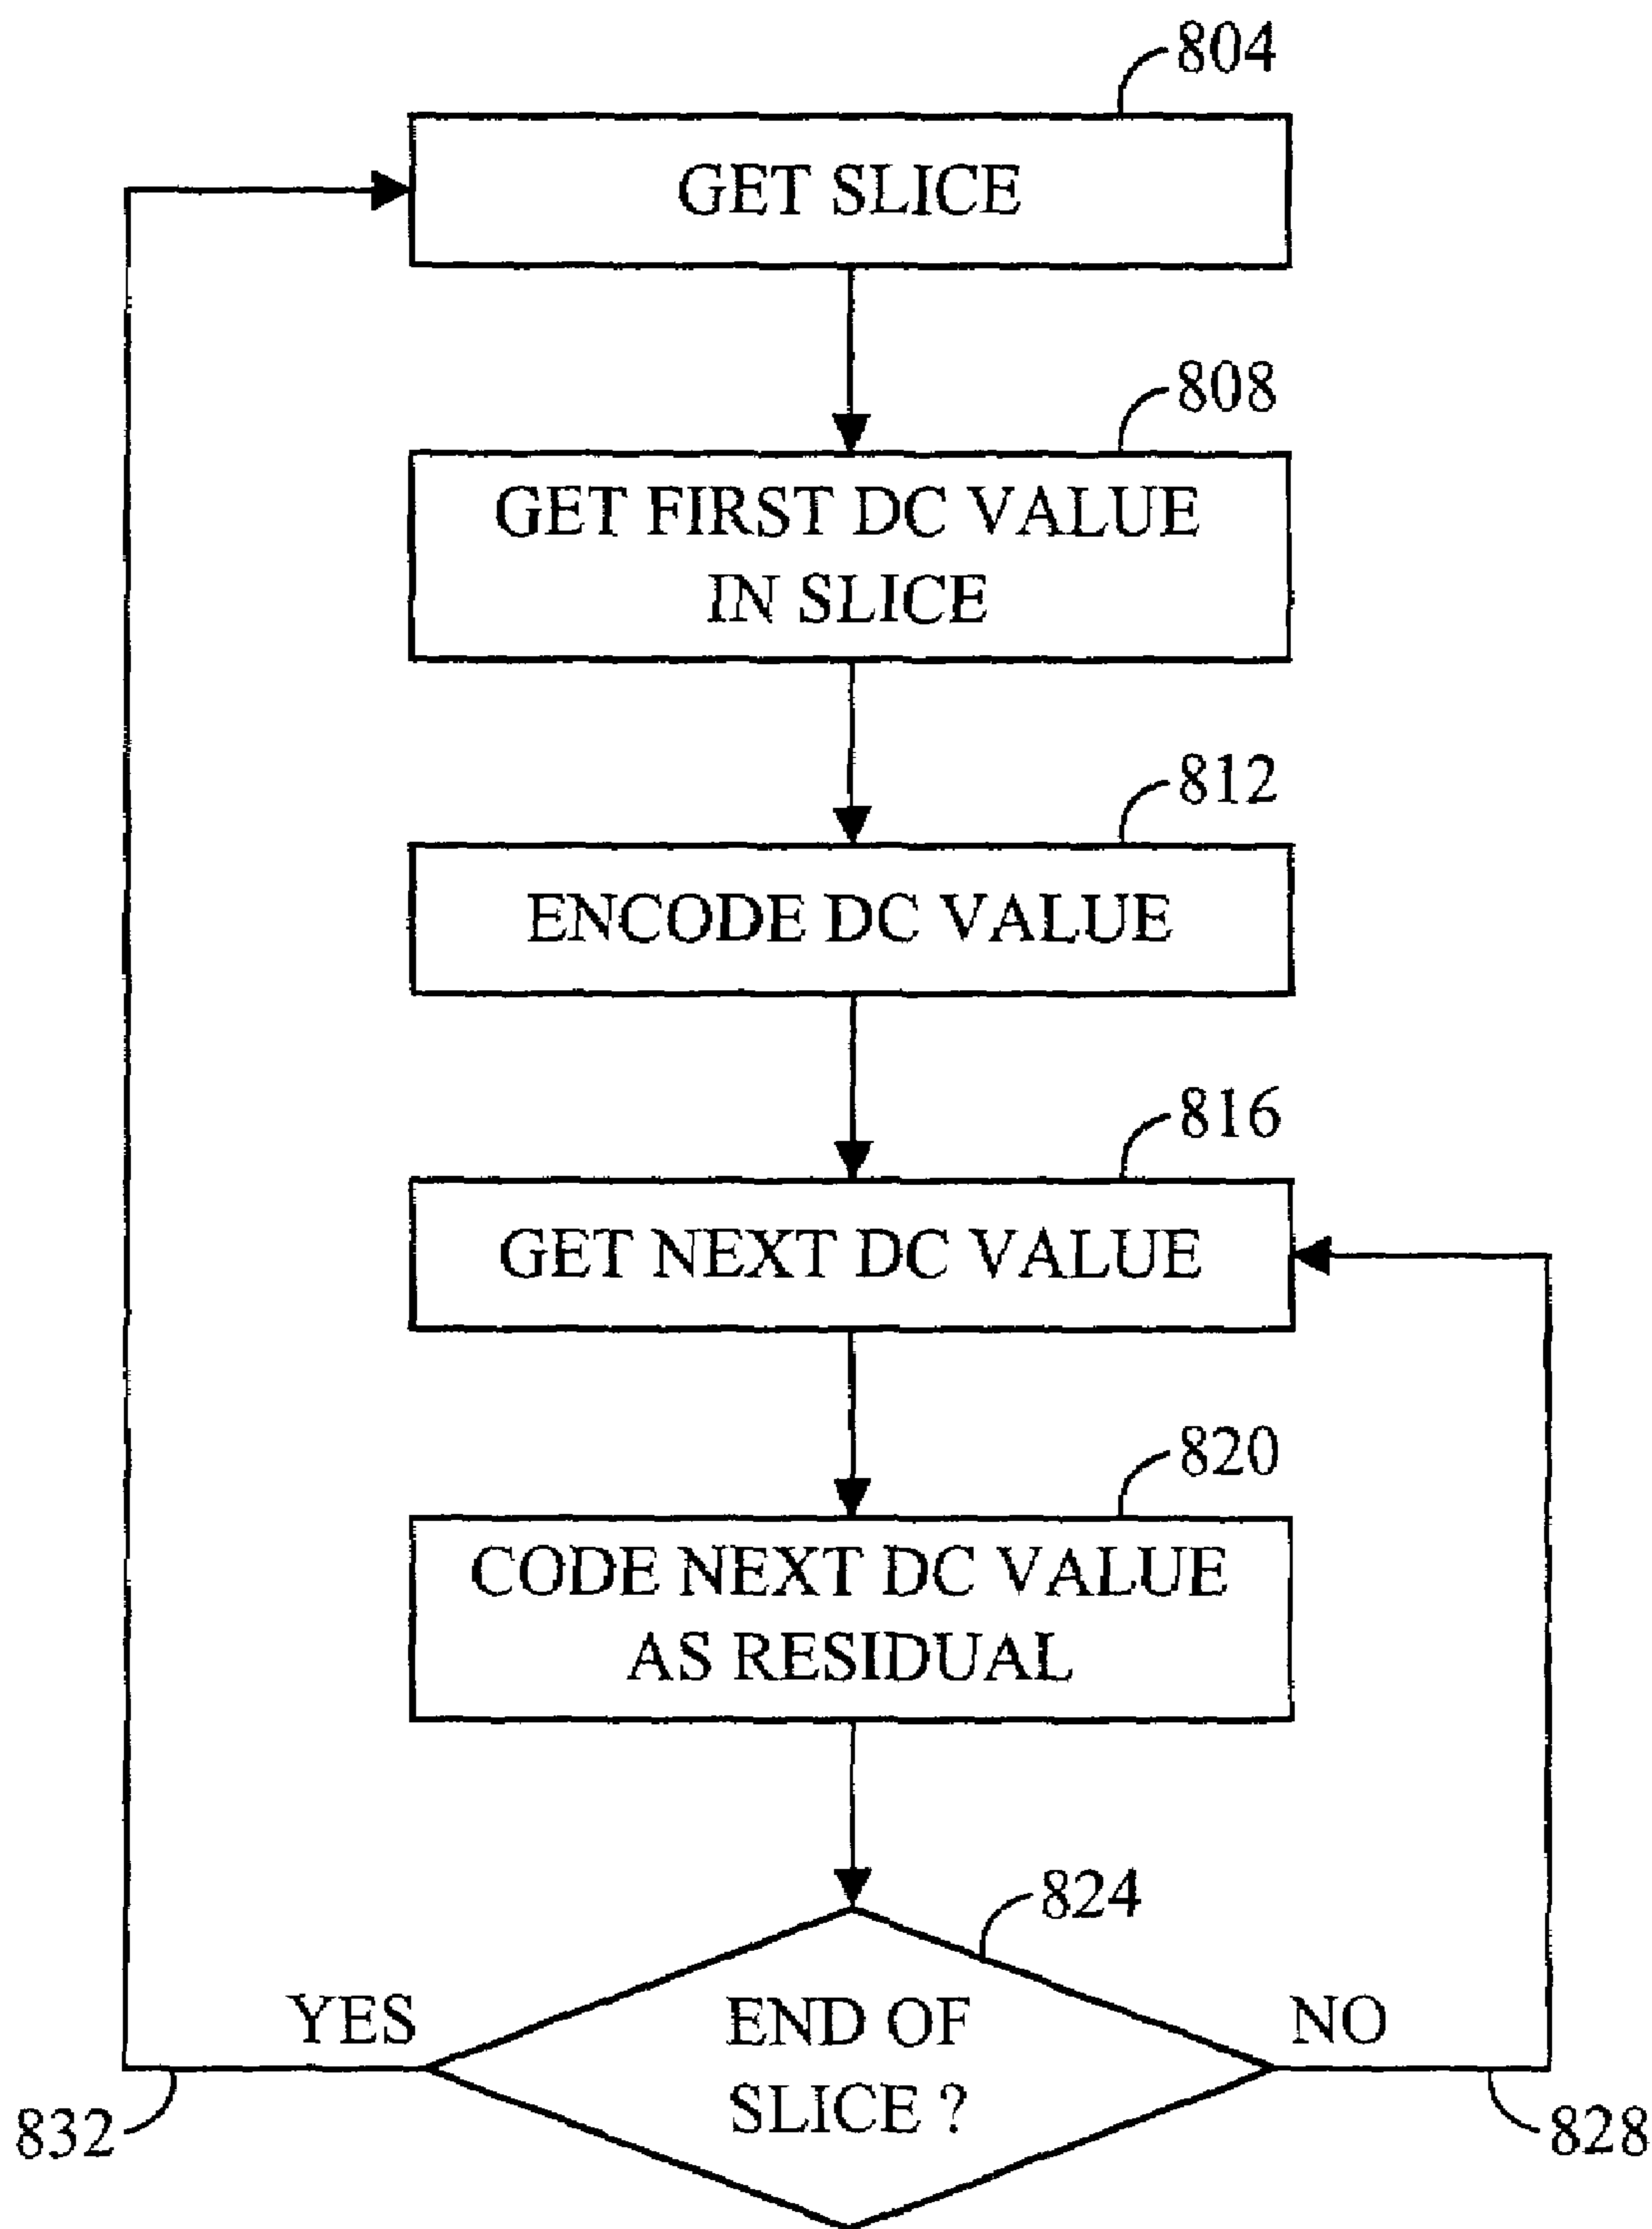 804
GET SLICE
808
GET FIRST DC VALUE
IN SLICE
812
ENCODE DC VALUE
816
GET NEXT DC VALUE
820
CODE NEXT DC VALUE
AS RESIDUAL
824
YES
END OF
SLICE ?
NO
832
828